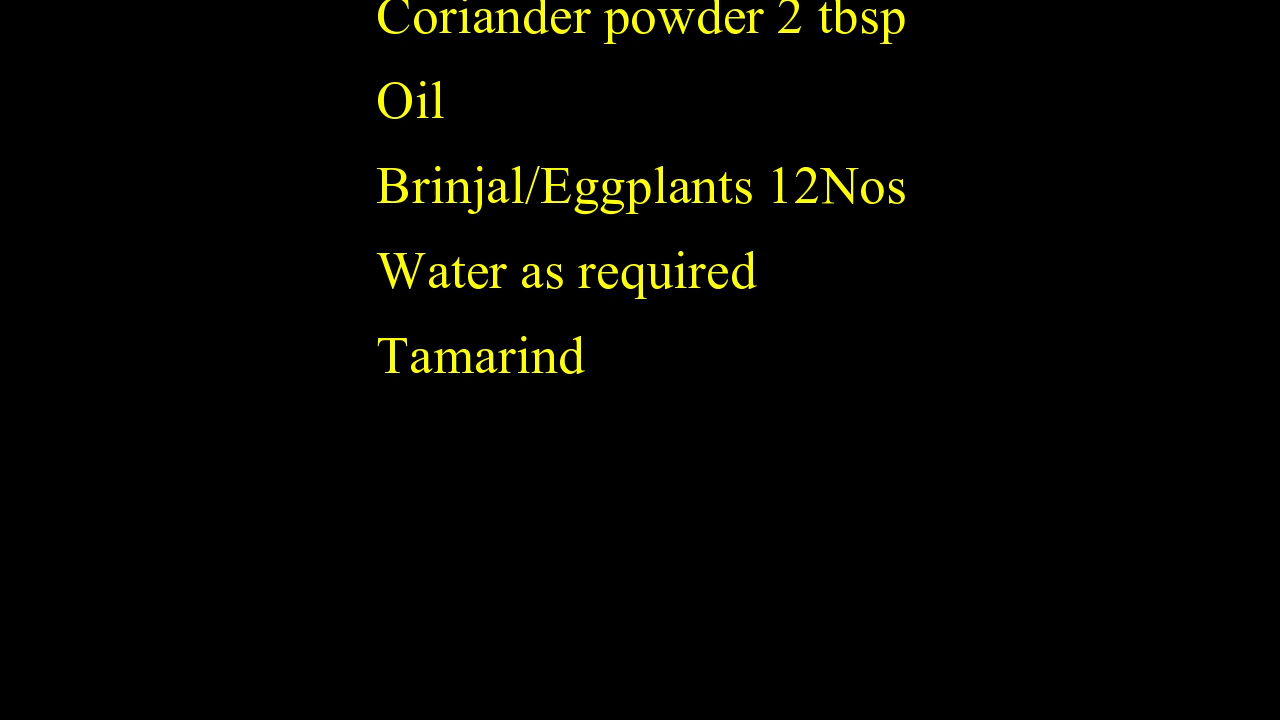 Coriander powder 2 tbsp
Oil
Brinjal/Eggplants 12Nos
Water as required
Tamarind